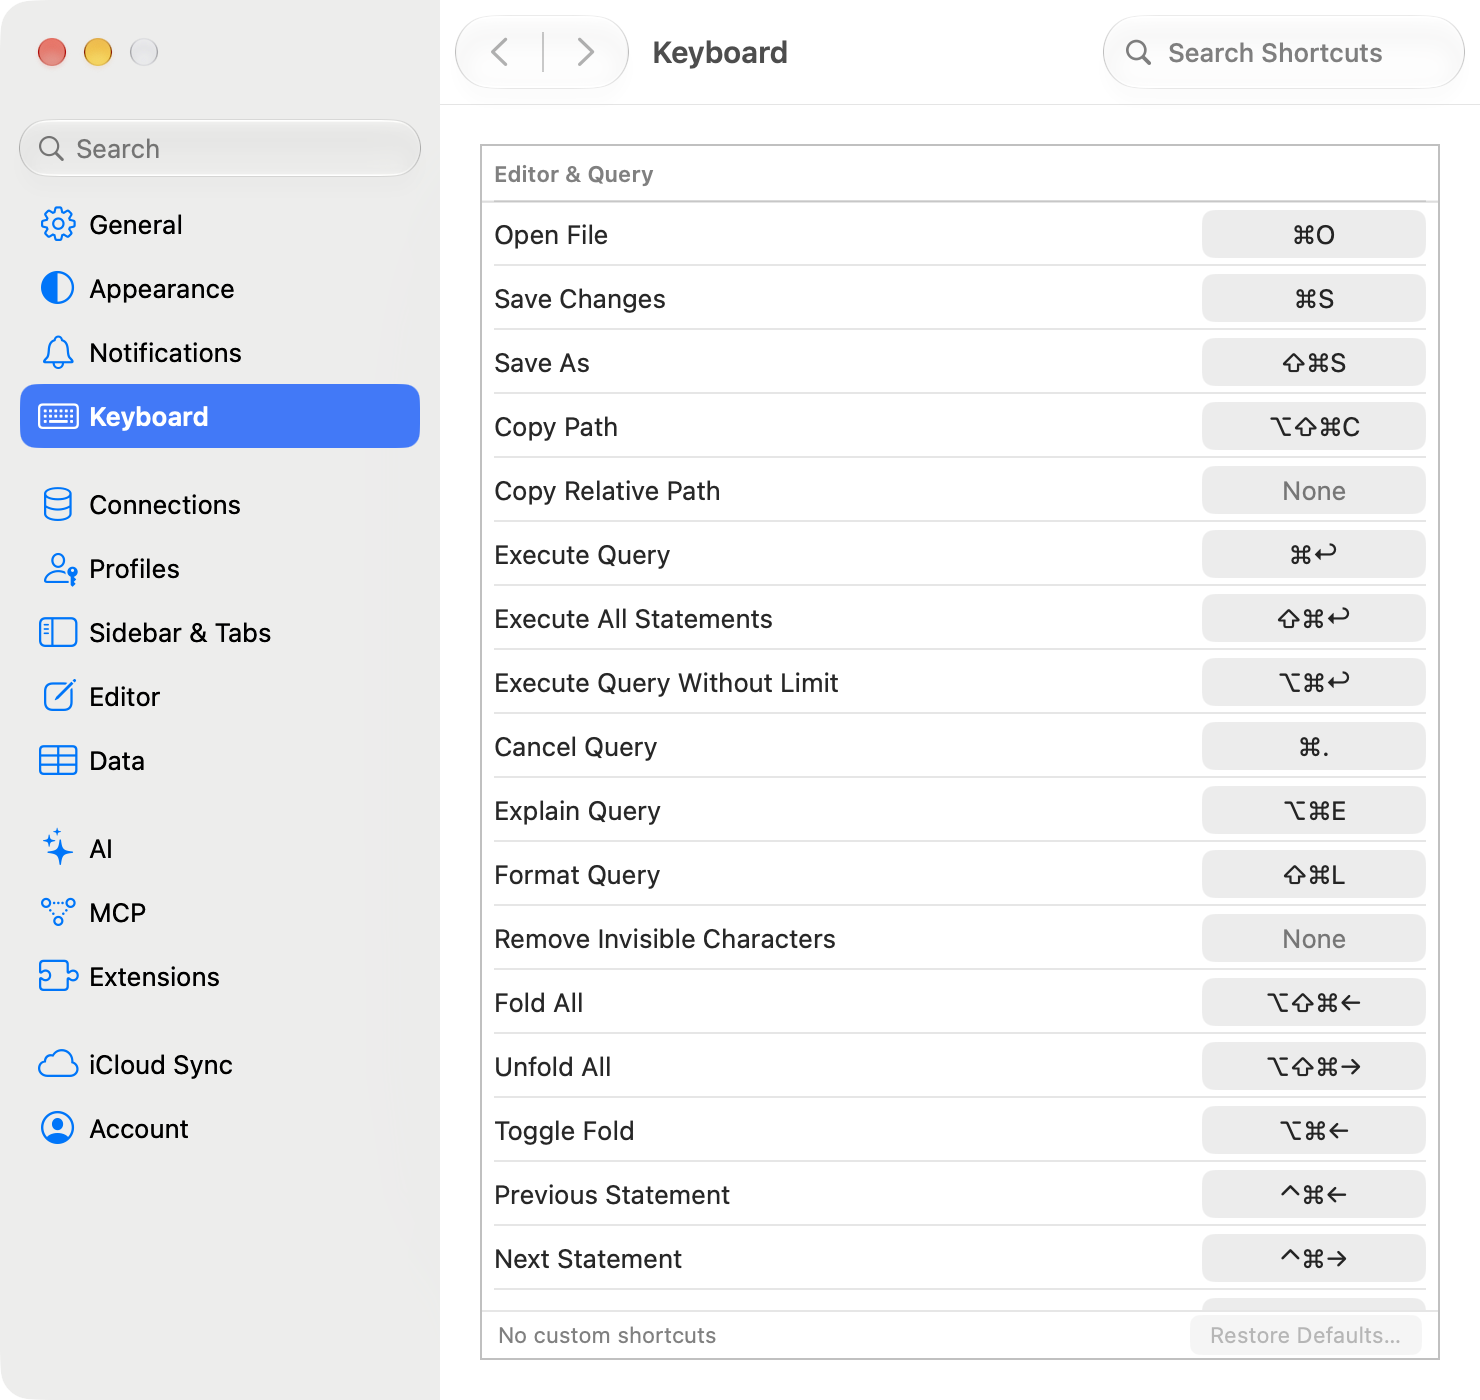 Keyboard
Search Shortcuts
Search
General
Appearance
Notifications
Keyboard
Connections
Profiles
Sidebar & Tabs
Editor
Data
AI
MCP
Extensions
iCloud Sync
Account
Editor & Query
Open File ⌘O
Save Changes ⌘S
Save As ⇧⌘S
Copy Path ⌥⇧⌘C
Copy Relative Path None
Execute Query ⌘↩
Execute All Statements ⇧⌘↩
Execute Query Without Limit ⌥⌘↩
Cancel Query ⌘.
Explain Query ⌥⌘E
Format Query ⇧⌘L
Remove Invisible Characters None
Fold All ⌥⇧⌘←
Unfold All ⌥⇧⌘→
Toggle Fold ⌥⌘←
Previous Statement ^⌘←
Next Statement ^⌘→
No custom shortcuts
Restore Defaults...